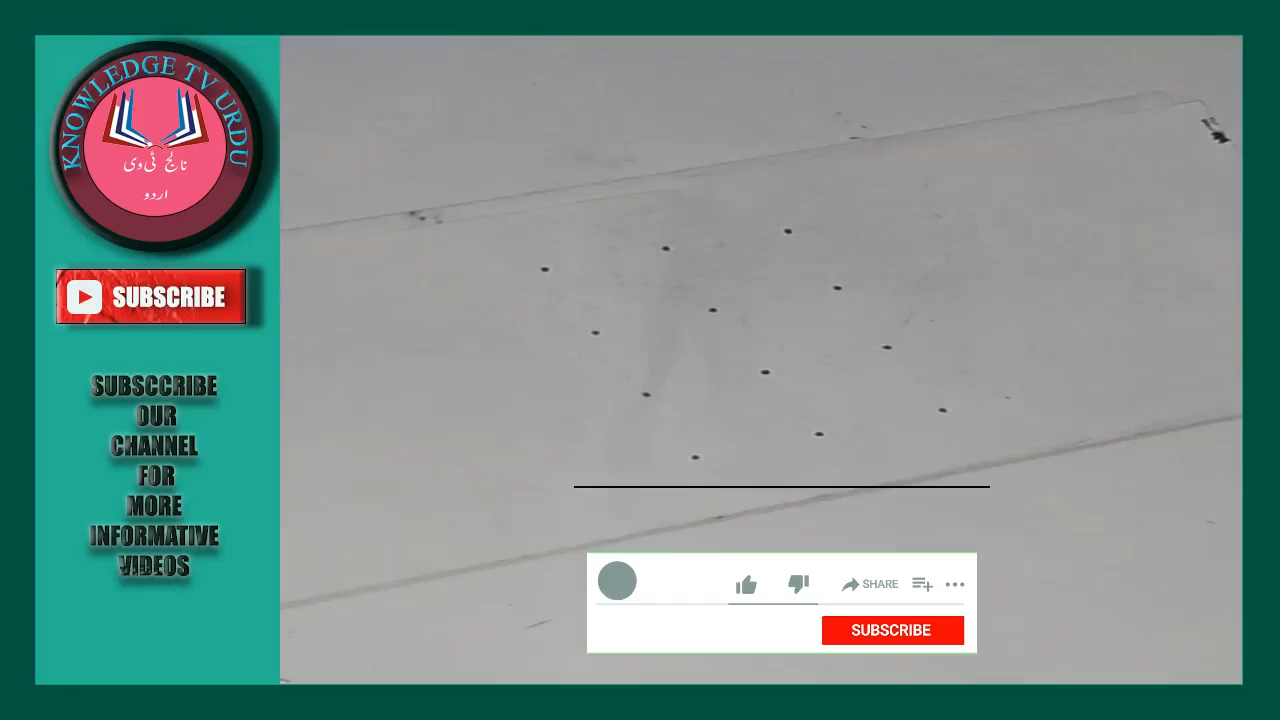 KNOWLEDGE TV URDU
نالج ٹی وی
اردو
SUBSCRIBE
SUBSCCRIBE
OUR
CHANNEL
FOR
MORE
INFORMATIVE
VIDEOS
SHARE
SUBSCRIBE